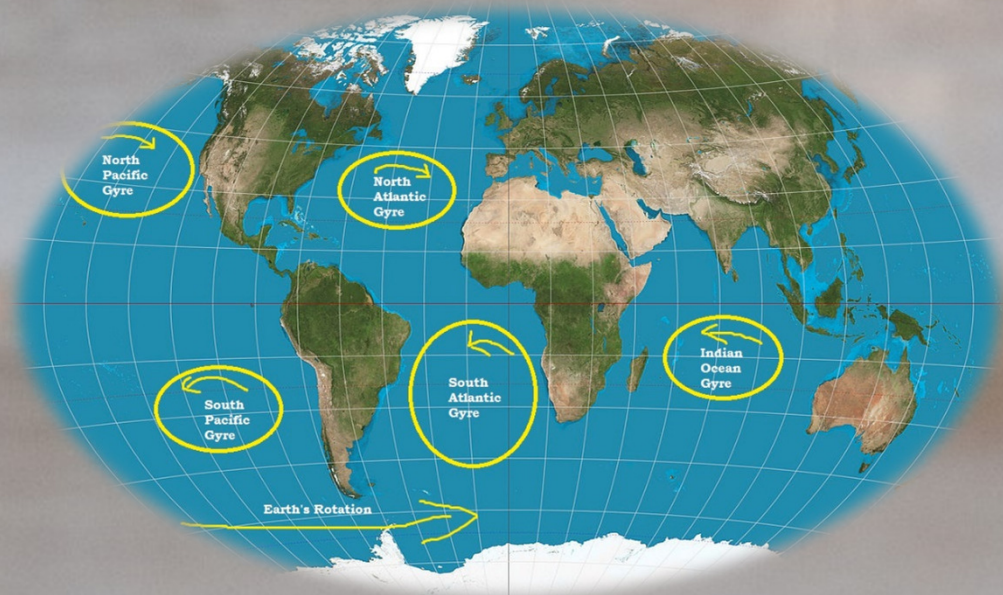 North
Pacific
Gyre
North
Atlantic
Gyre
South
Pacific
Gyre
South
Atlantic
Gyre
Indian
Ocean
Gyre
Earth's Rotation